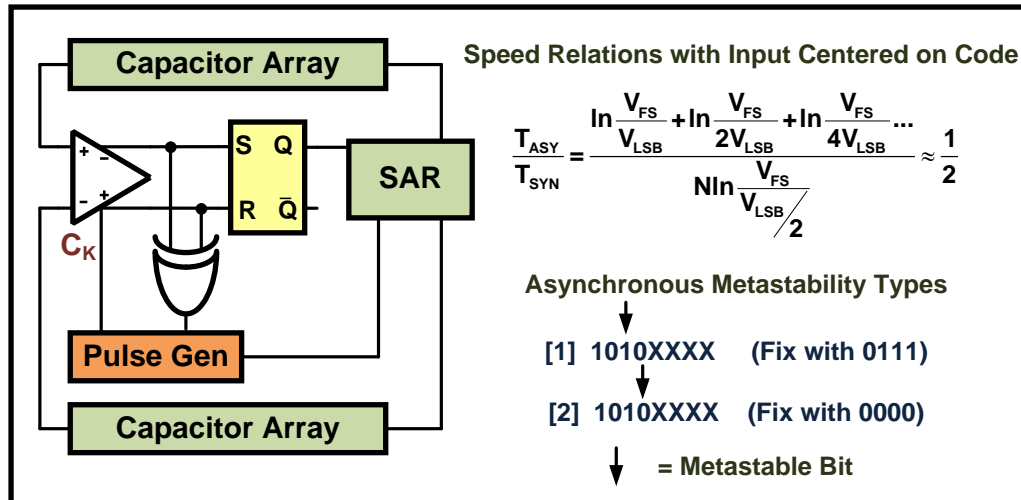 Capacitor Array
+
−
−
+
C_K
S Q
R Q̄
SAR
Pulse Gen
Capacitor Array
Speed Relations with Input Centered on Code
T_ASY / T_SYN = (ln V_FS / V_LSB + ln V_FS / 2V_LSB + ln V_FS / 4V_LSB ...) / (Nln V_FS / (V_LSB / 2)) ≈ 1 / 2
Asynchronous Metastability Types
[1] 1010XXXX (Fix with 0111)
[2] 1010XXXX (Fix with 0000)
= Metastable Bit